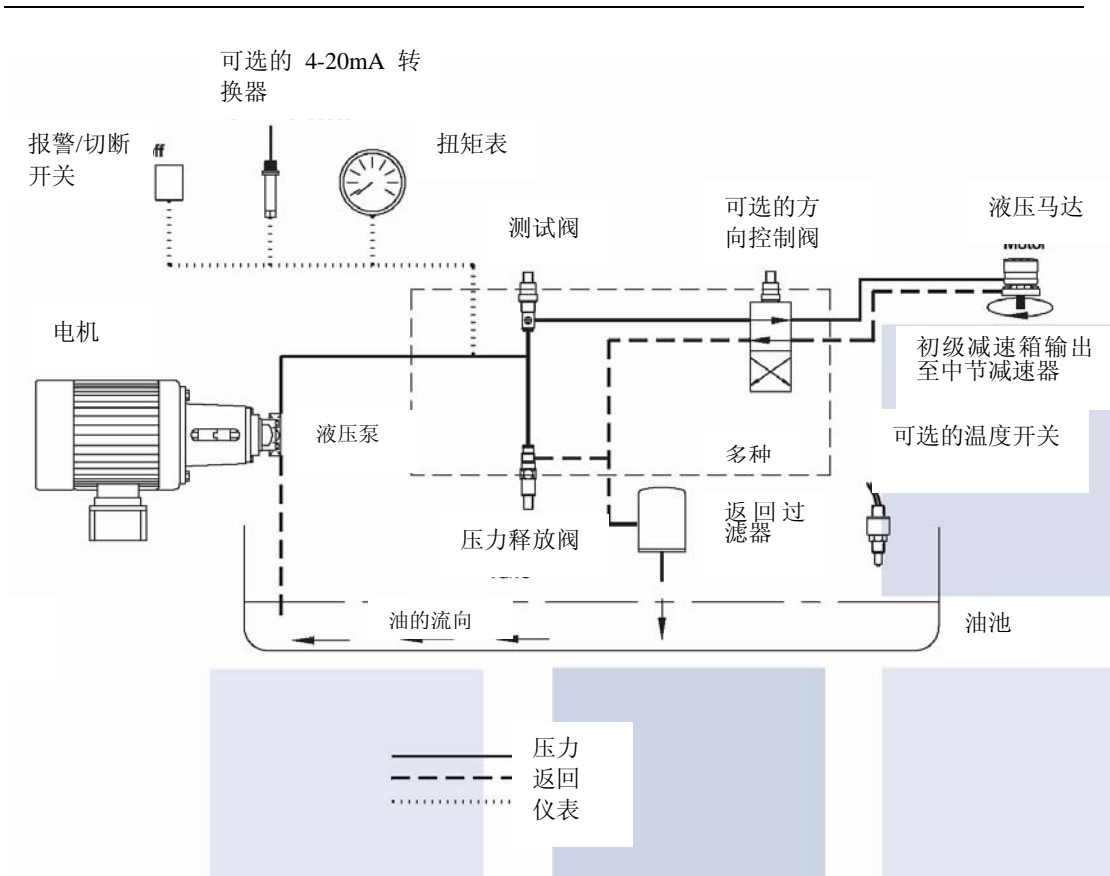 可选的 4-20mA 转
换器
报警/切断
开关
ff
扭矩表
测试阀
可选的方
向控制阀
液压马达
Motor
电机
初级减速箱输出
至中节减速器
液压泵
可选的温度开关
多种
返回过
滤器
压力释放阀
油的流向
油池
压力
返回
仪表